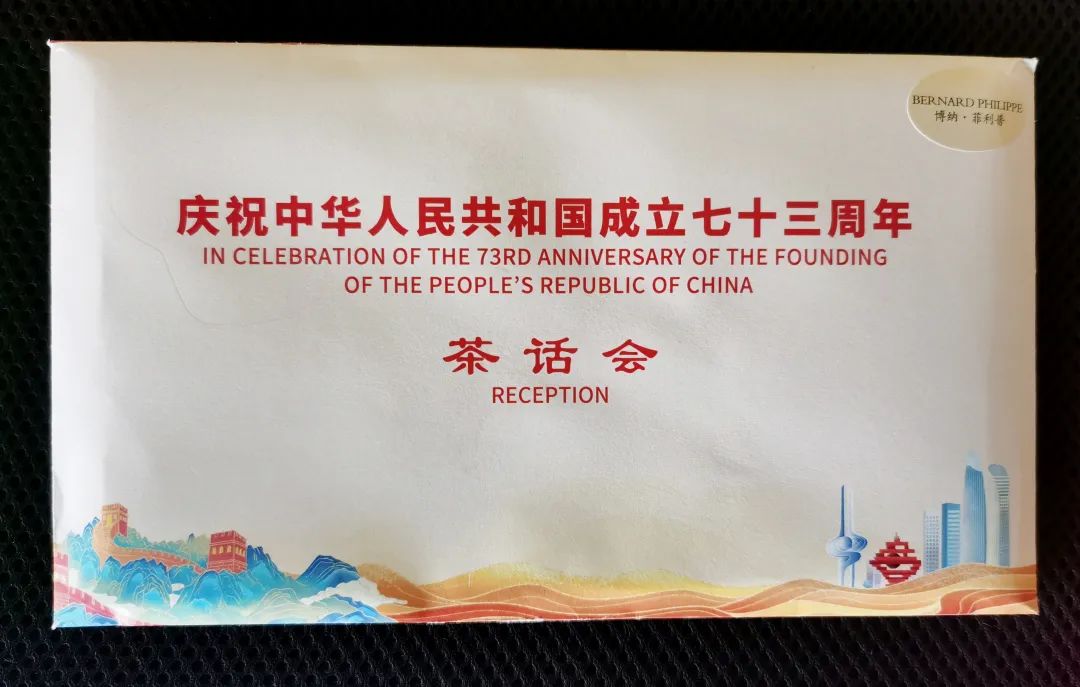 BERNARD PHILIPPE
博纳·菲利普
庆祝中华人民共和国成立七十三周年
IN CELEBRATION OF THE 73RD ANNIVERSARY OF THE FOUNDING
OF THE PEOPLE'S REPUBLIC OF CHINA
茶话会
RECEPTION